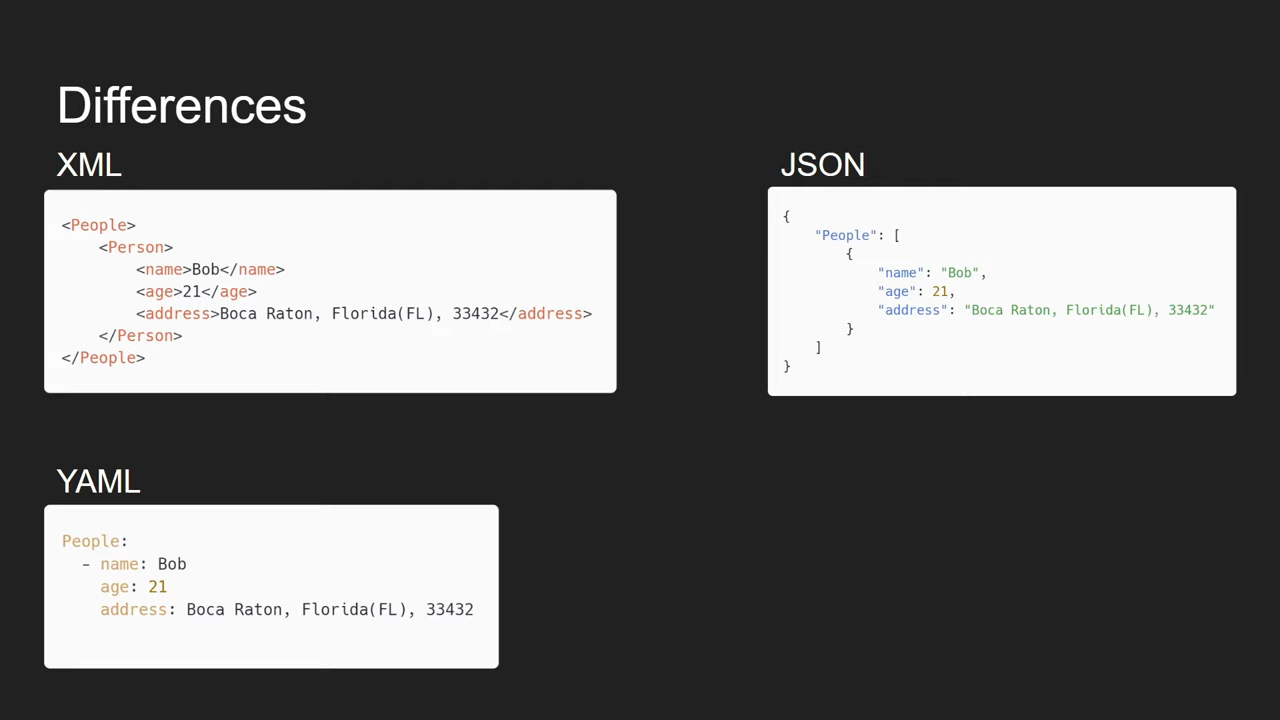 Differences
XML
<People>
    <Person>
        <name>Bob</name>
        <age>21</age>
        <address>Boca Raton, Florida(FL), 33432</address>
    </Person>
</People>
JSON
{
    "People": [
        {
            "name": "Bob",
            "age": 21,
            "address": "Boca Raton, Florida(FL), 33432"
        }
    ]
}
YAML
People:
  - name: Bob
    age: 21
    address: Boca Raton, Florida(FL), 33432